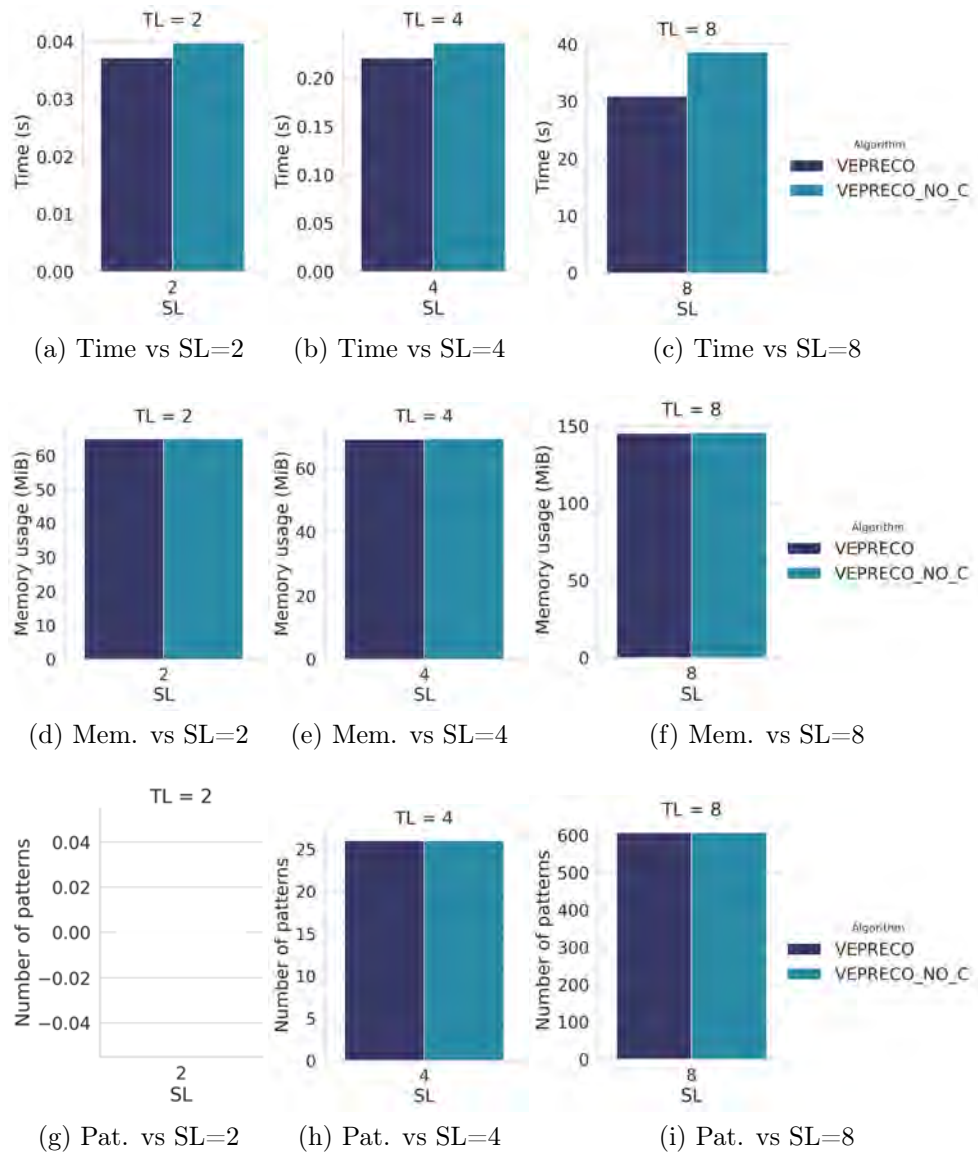 TL = 2
Time (s)
0.04
0.03
0.02
0.01
0.00
2
SL
(a) Time vs SL=2
TL = 4
Time (s)
0.20
0.15
0.10
0.05
0.00
4
SL
(b) Time vs SL=4
TL = 8
Time (s)
40
30
20
10
0
8
SL
(c) Time vs SL=8
Algorithm
VEPRECO
VEPRECO_NO_C
TL = 2
Memory usage (MiB)
60
50
40
30
20
10
0
2
SL
(d) Mem. vs SL=2
TL = 4
Memory usage (MiB)
60
40
20
0
4
SL
(e) Mem. vs SL=4
TL = 8
Memory usage (MiB)
150
100
50
0
8
SL
(f) Mem. vs SL=8
Algorithm
VEPRECO
VEPRECO_NO_C
TL = 2
Number of patterns
0.04
0.02
0.00
−0.02
−0.04
2
SL
(g) Pat. vs SL=2
TL = 4
Number of patterns
25
20
15
10
5
0
4
SL
(h) Pat. vs SL=4
TL = 8
Number of patterns
600
500
400
300
200
100
0
8
SL
(i) Pat. vs SL=8
Algorithm
VEPRECO
VEPRECO_NO_C